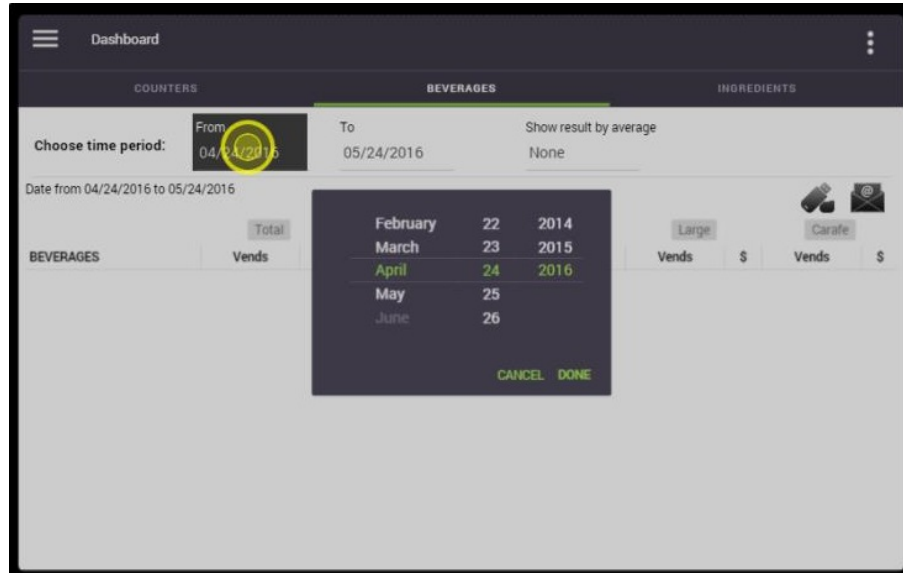 Dashboard
COUNTERS BEVERAGES INGREDIENTS
From To Show result by average
Choose time period: 04/24/2016 05/24/2016 None
Date from 04/24/2016 to 05/24/2016
Total Large Carafe
BEVERAGES Vends Vends $ Vends $
February 22 2014
March 23 2015
April 24 2016
May 25
June 26
CANCEL DONE